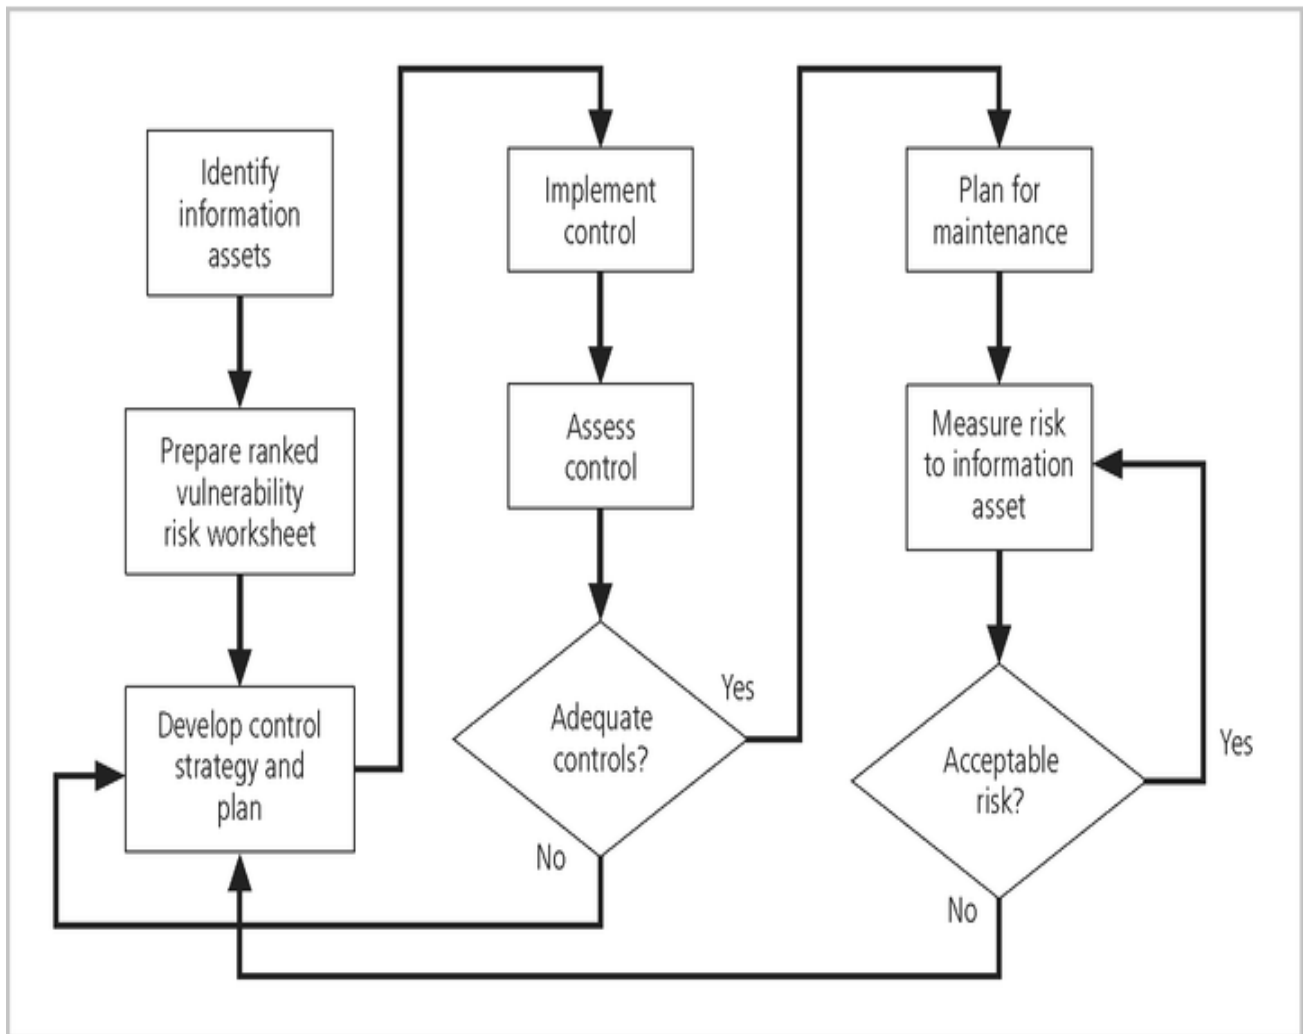 Identify
information
assets
Prepare ranked
vulnerability
risk worksheet
Develop control
strategy and
plan
Implement
control
Assess
control
Adequate
controls?
Yes
No
Plan for
maintenance
Measure risk
to information
asset
Acceptable
risk?
Yes
No